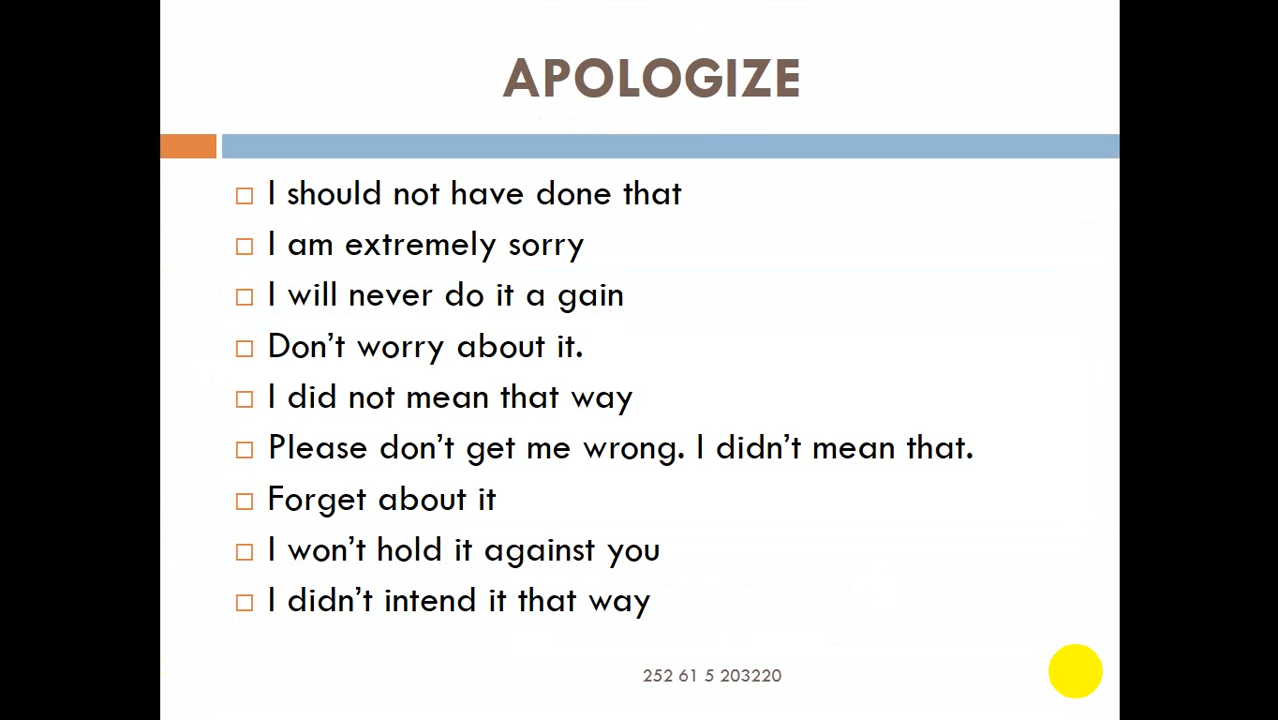 APOLOGIZE
I should not have done that
I am extremely sorry
I will never do it a gain
Don't worry about it.
I did not mean that way
Please don't get me wrong. I didn't mean that.
Forget about it
I won't hold it against you
I didn't intend it that way
252 61 5 203220